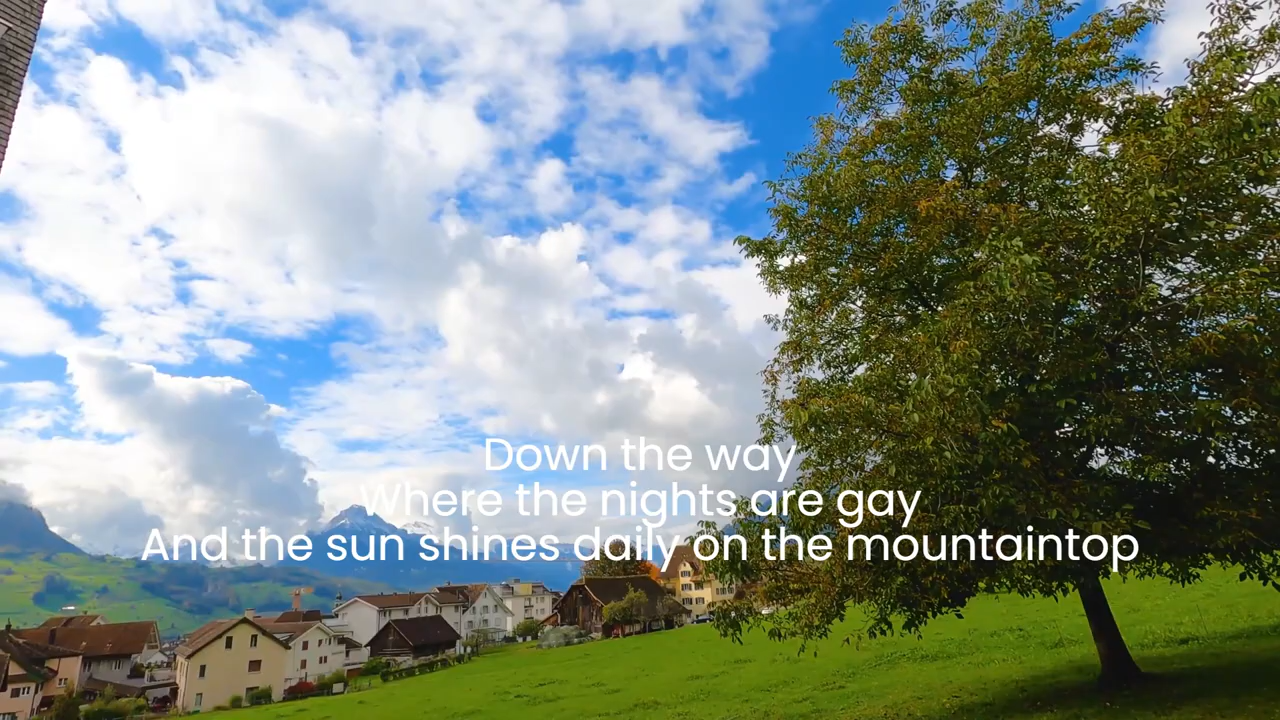 Down the way
Where the nights are gay
And the sun shines daily on the mountaintop